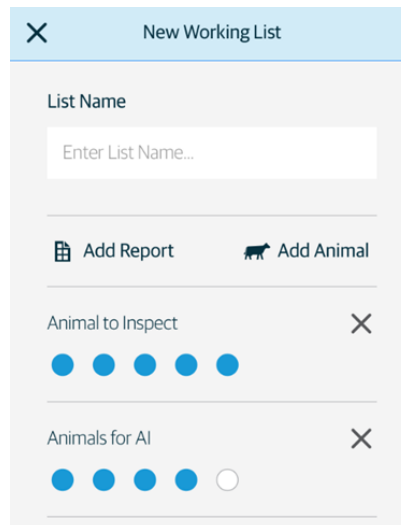 New Working List
List Name
Enter List Name...
Add Report Add Animal
Animal to Inspect
Animals for AI